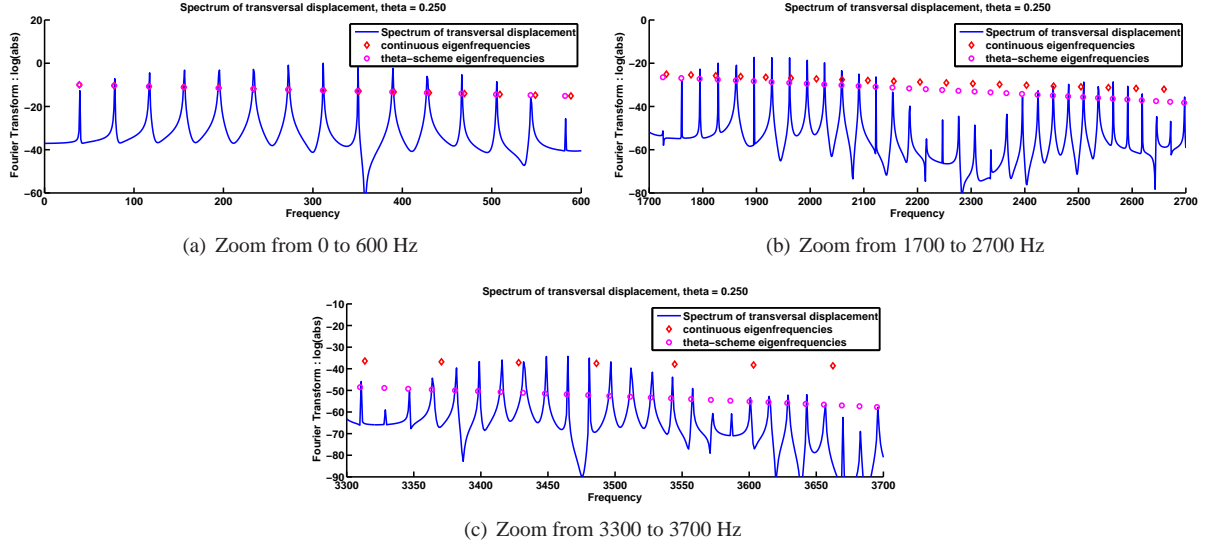 Spectrum of transversal displacement, theta = 0.250
20
0
−20
−40
−60
Fourier Transform : log(abs)
Spectrum of transversal displacement
continuous eigenfrequencies
theta−scheme eigenfrequencies
0 100 200 300 400 500 600
Frequency
(a) Zoom from 0 to 600 Hz
Spectrum of transversal displacement, theta = 0.250
0
−20
−40
−60
−80
Fourier Transform : log(abs)
Spectrum of transversal displacement
continuous eigenfrequencies
theta−scheme eigenfrequencies
1700 1800 1900 2000 2100 2200 2300 2400 2500 2600 2700
Frequency
(b) Zoom from 1700 to 2700 Hz
Spectrum of transversal displacement, theta = 0.250
−10
−20
−30
−40
−50
−60
−70
−80
−90
Fourier Transform : log(abs)
Spectrum of transversal displacement
continuous eigenfrequencies
theta−scheme eigenfrequencies
3300 3350 3400 3450 3500 3550 3600 3650 3700
Frequency
(c) Zoom from 3300 to 3700 Hz